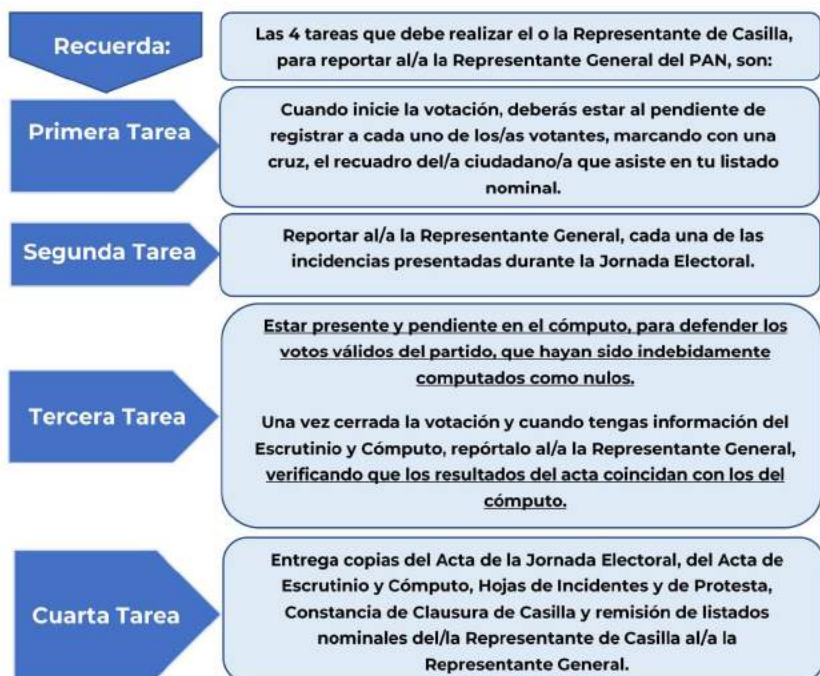 Recuerda:
Las 4 tareas que debe realizar el o la Representante de Casilla,
para reportar al/a la Representante General del PAN, son:
Primera Tarea
Cuando inicie la votación, deberás estar al pendiente de
registrar a cada uno de los/as votantes, marcando con una
cruz, el recuadro del/a ciudadano/a que asiste en tu listado
nominal.
Segunda Tarea
Reportar al/a la Representante General, cada una de las
incidencias presentadas durante la Jornada Electoral.
Tercera Tarea
Estar presente y pendiente en el cómputo, para defender los
votos válidos del partido, que hayan sido indebidamente
computados como nulos.
Una vez cerrada la votación y cuando tengas información del
Escrutinio y Cómputo, repórtalo al/a la Representante General,
verificando que los resultados del acta coincidan con los del
cómputo.
Cuarta Tarea
Entrega copias del Acta de la Jornada Electoral, del Acta de
Escrutinio y Cómputo, Hojas de Incidentes y de Protesta,
Constancia de Clausura de Casilla y remisión de listados
nominales del/la Representante de Casilla al/a la
Representante General.